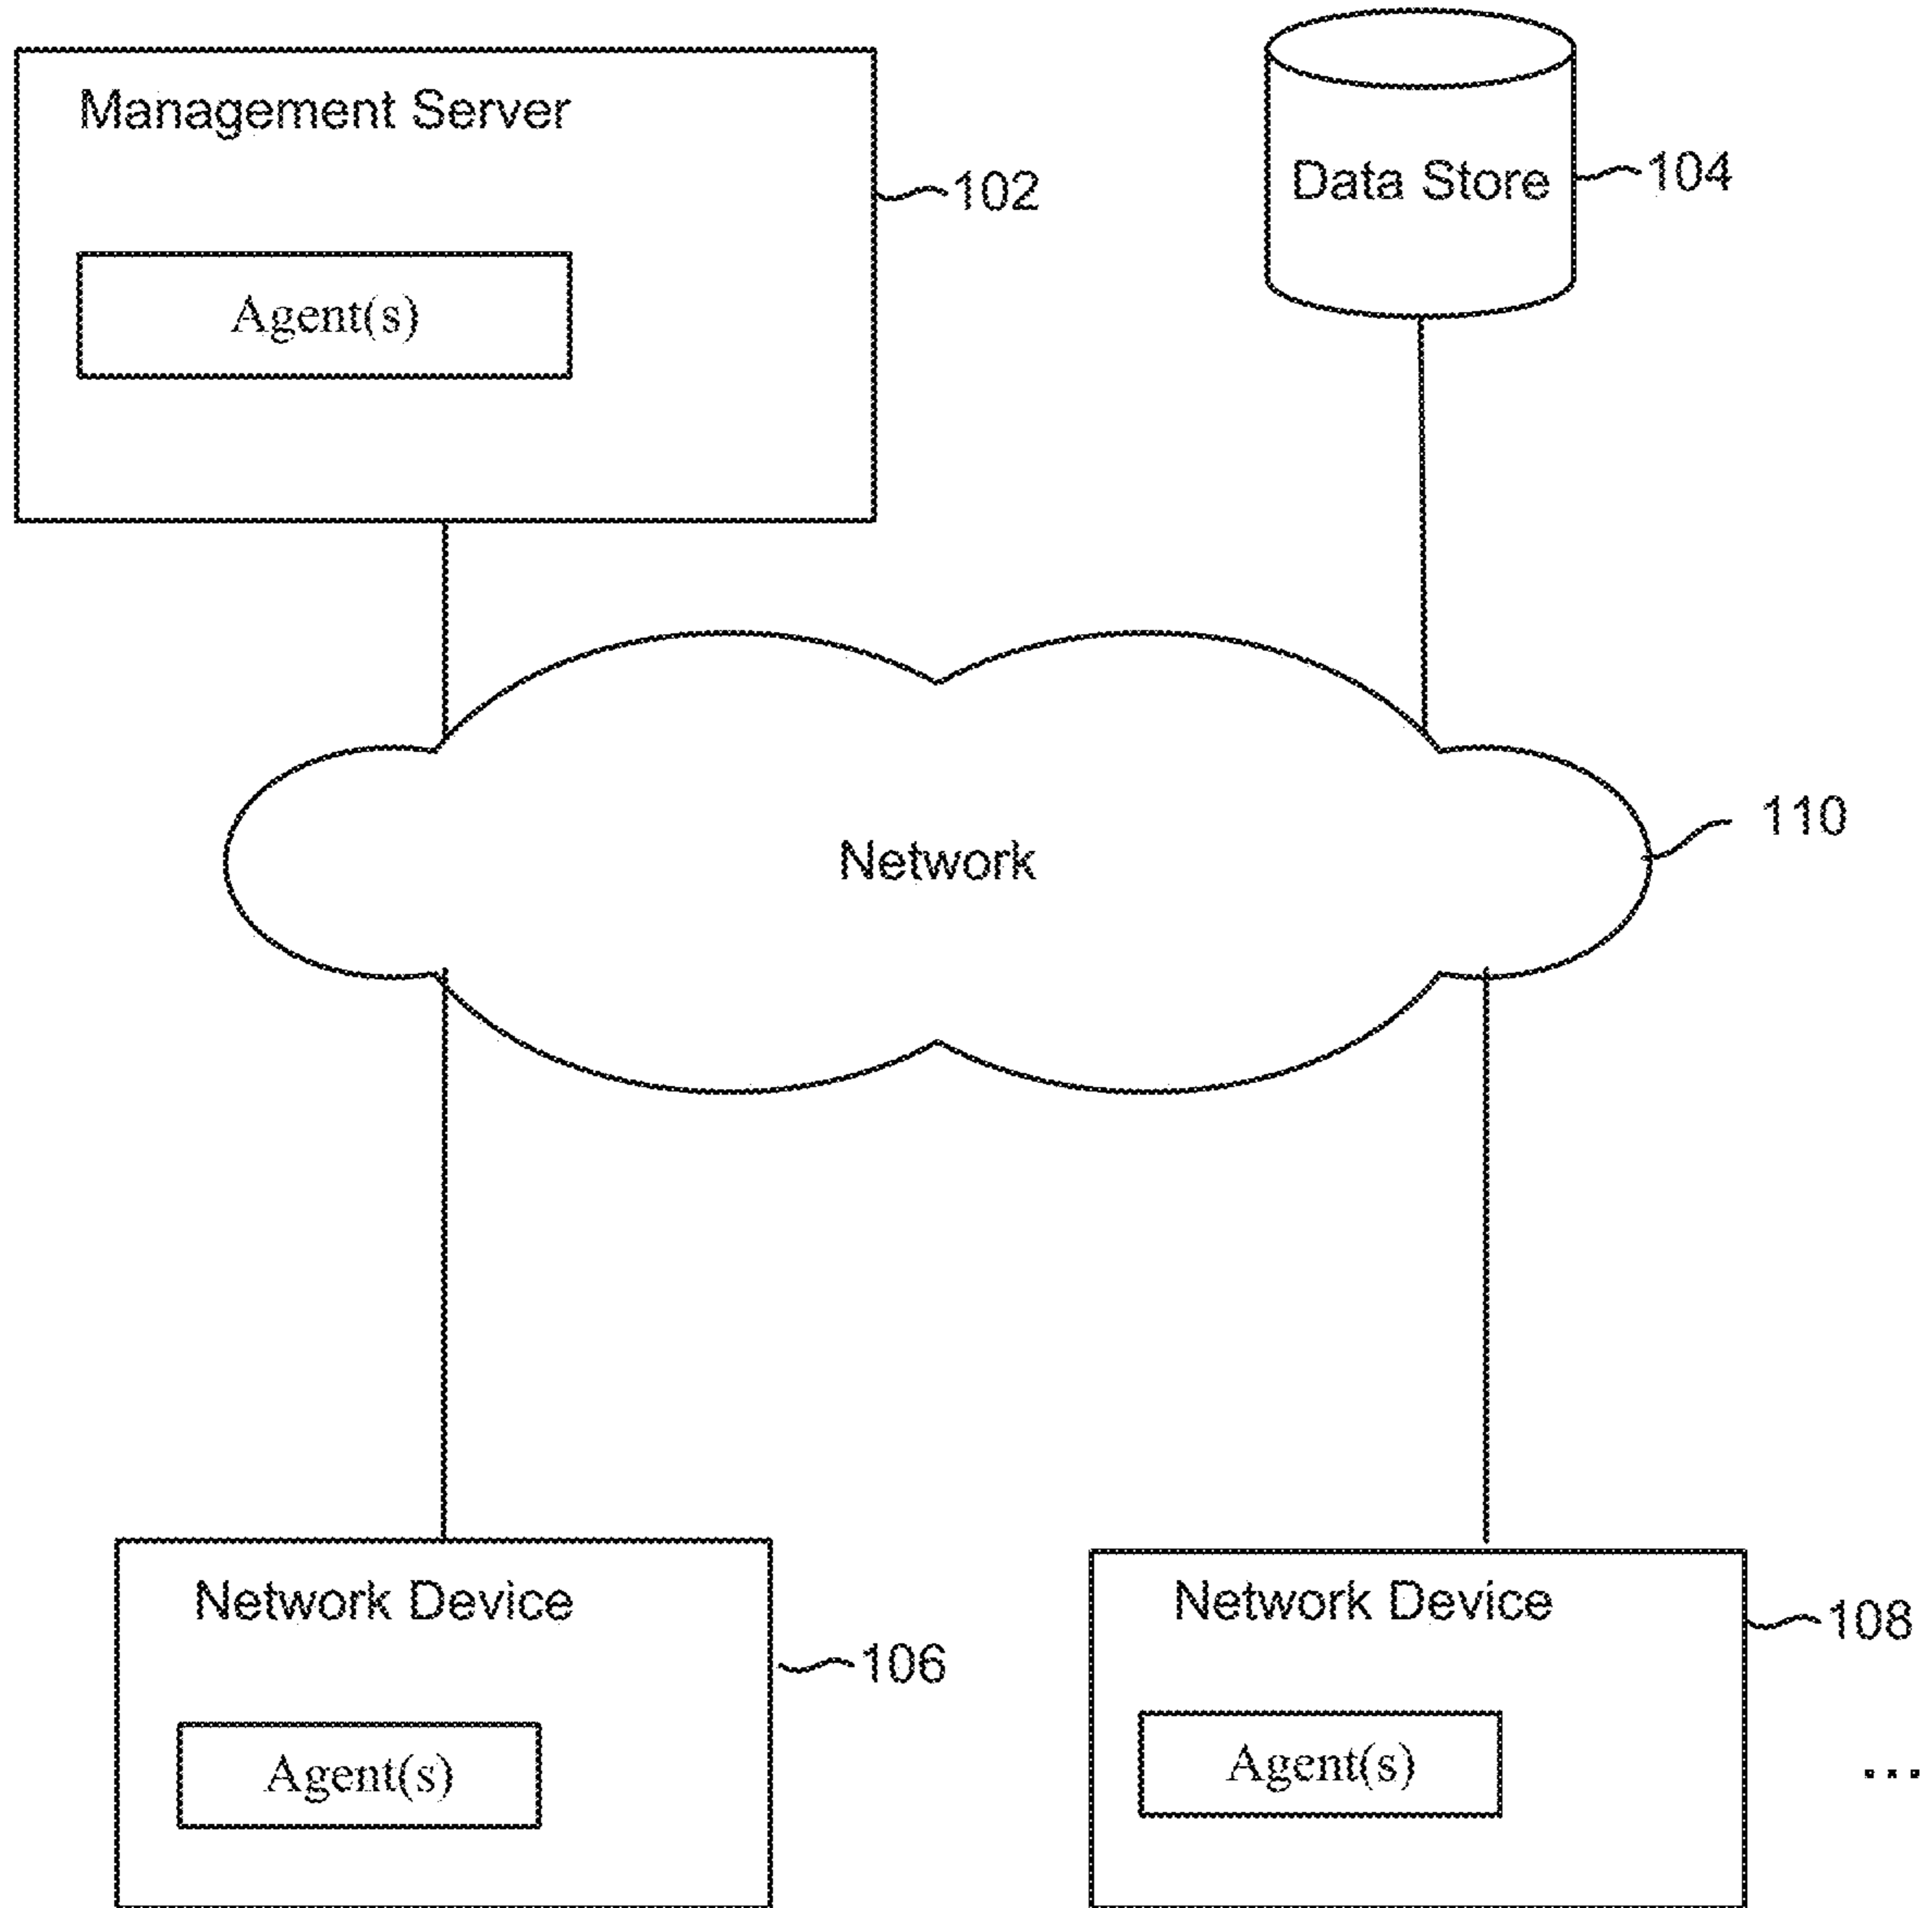 Management Server
102
Agent(s)
Data Store
104
Network
110
Network Device
106
Agent(s)
Network Device
108
Agent(s)
...